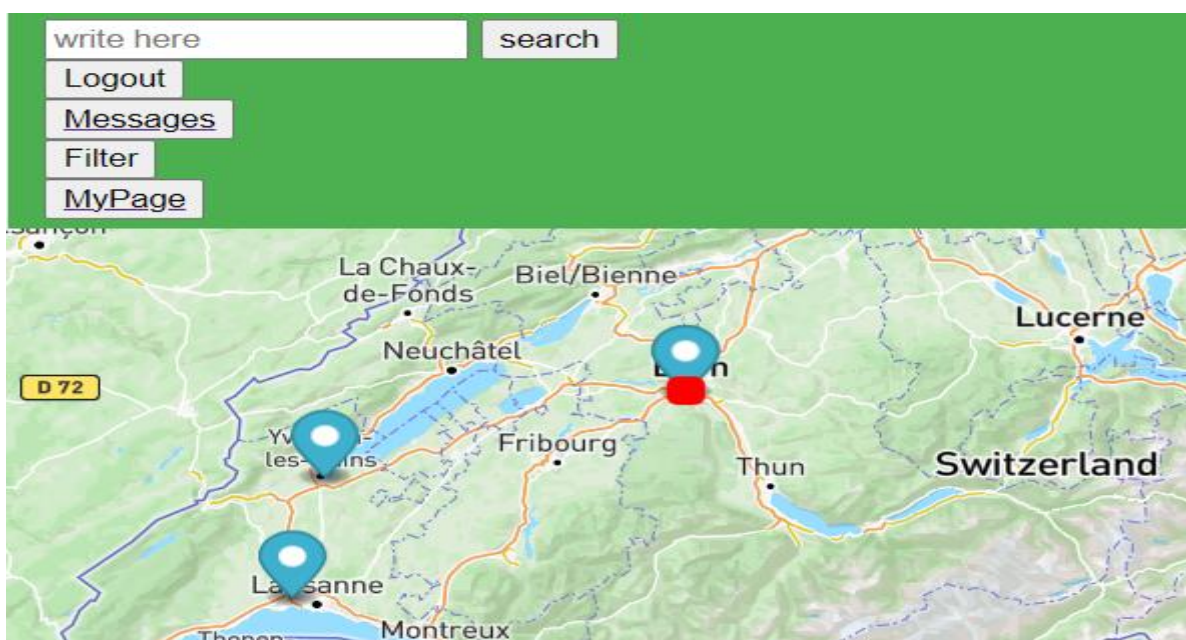 write here search
Logout
Messages
Filter
MyPage
La Chaux-
de-Fonds
Biel/Bienne
Lucerne
Neuchâtel
D 72
Fribourg
les-
Thun
Switzerland
Montreux